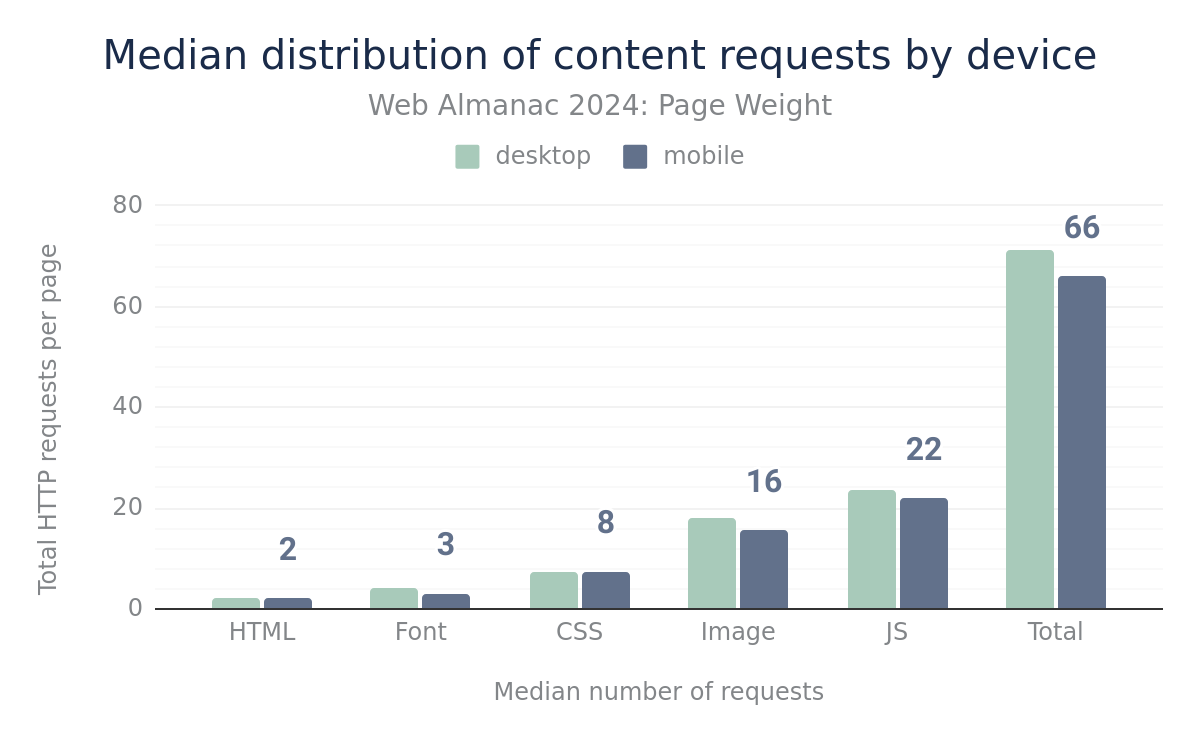 Median distribution of content requests by device
Web Almanac 2024: Page Weight
desktop mobile
Total HTTP requests per page
80
60
40
20
0
2
3
8
16
22
66
HTML Font CSS Image JS Total
Median number of requests